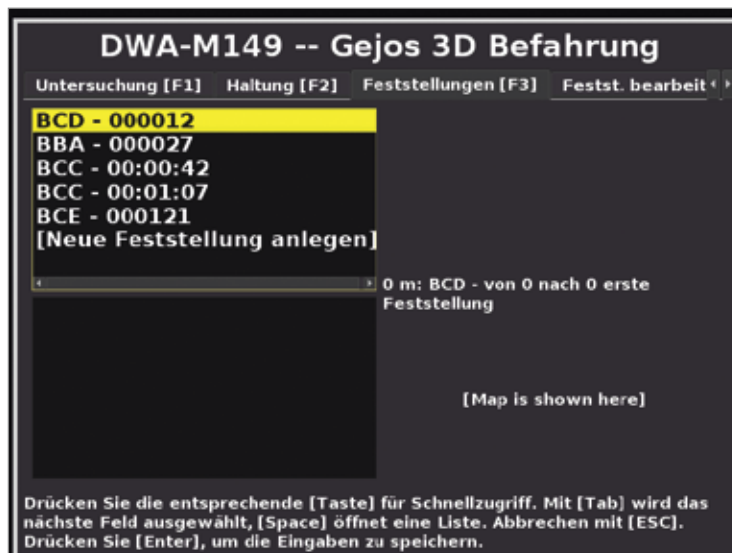 DWA-M149 -- Gejos 3D Befahrung
Untersuchung [F1] Haltung [F2] Feststellungen [F3] Festst. bearbeit
BCD - 000012
BBA - 000027
BCC - 00:00:42
BCC - 00:01:07
BCE - 000121
[Neue Feststellung anlegen]
0 m: BCD - von 0 nach 0 erste
Feststellung
[Map is shown here]
Drücken Sie die entsprechende [Taste] für Schnellzugriff. Mit [Tab] wird das
nächste Feld ausgewählt, [Space] öffnet eine Liste. Abbrechen mit [ESC].
Drücken Sie [Enter], um die Eingaben zu speichern.